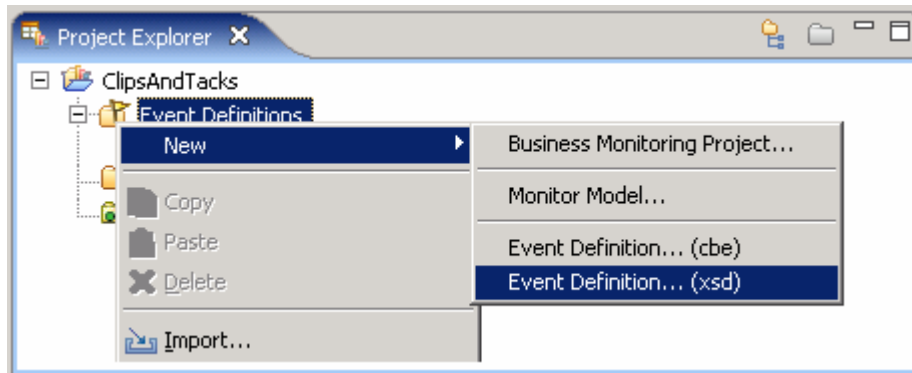 Project Explorer
ClipsAndTacks
Event Definitions
New
Copy
Paste
Delete
Import...
Business Monitoring Project...
Monitor Model...
Event Definition... (cbe)
Event Definition... (xsd)